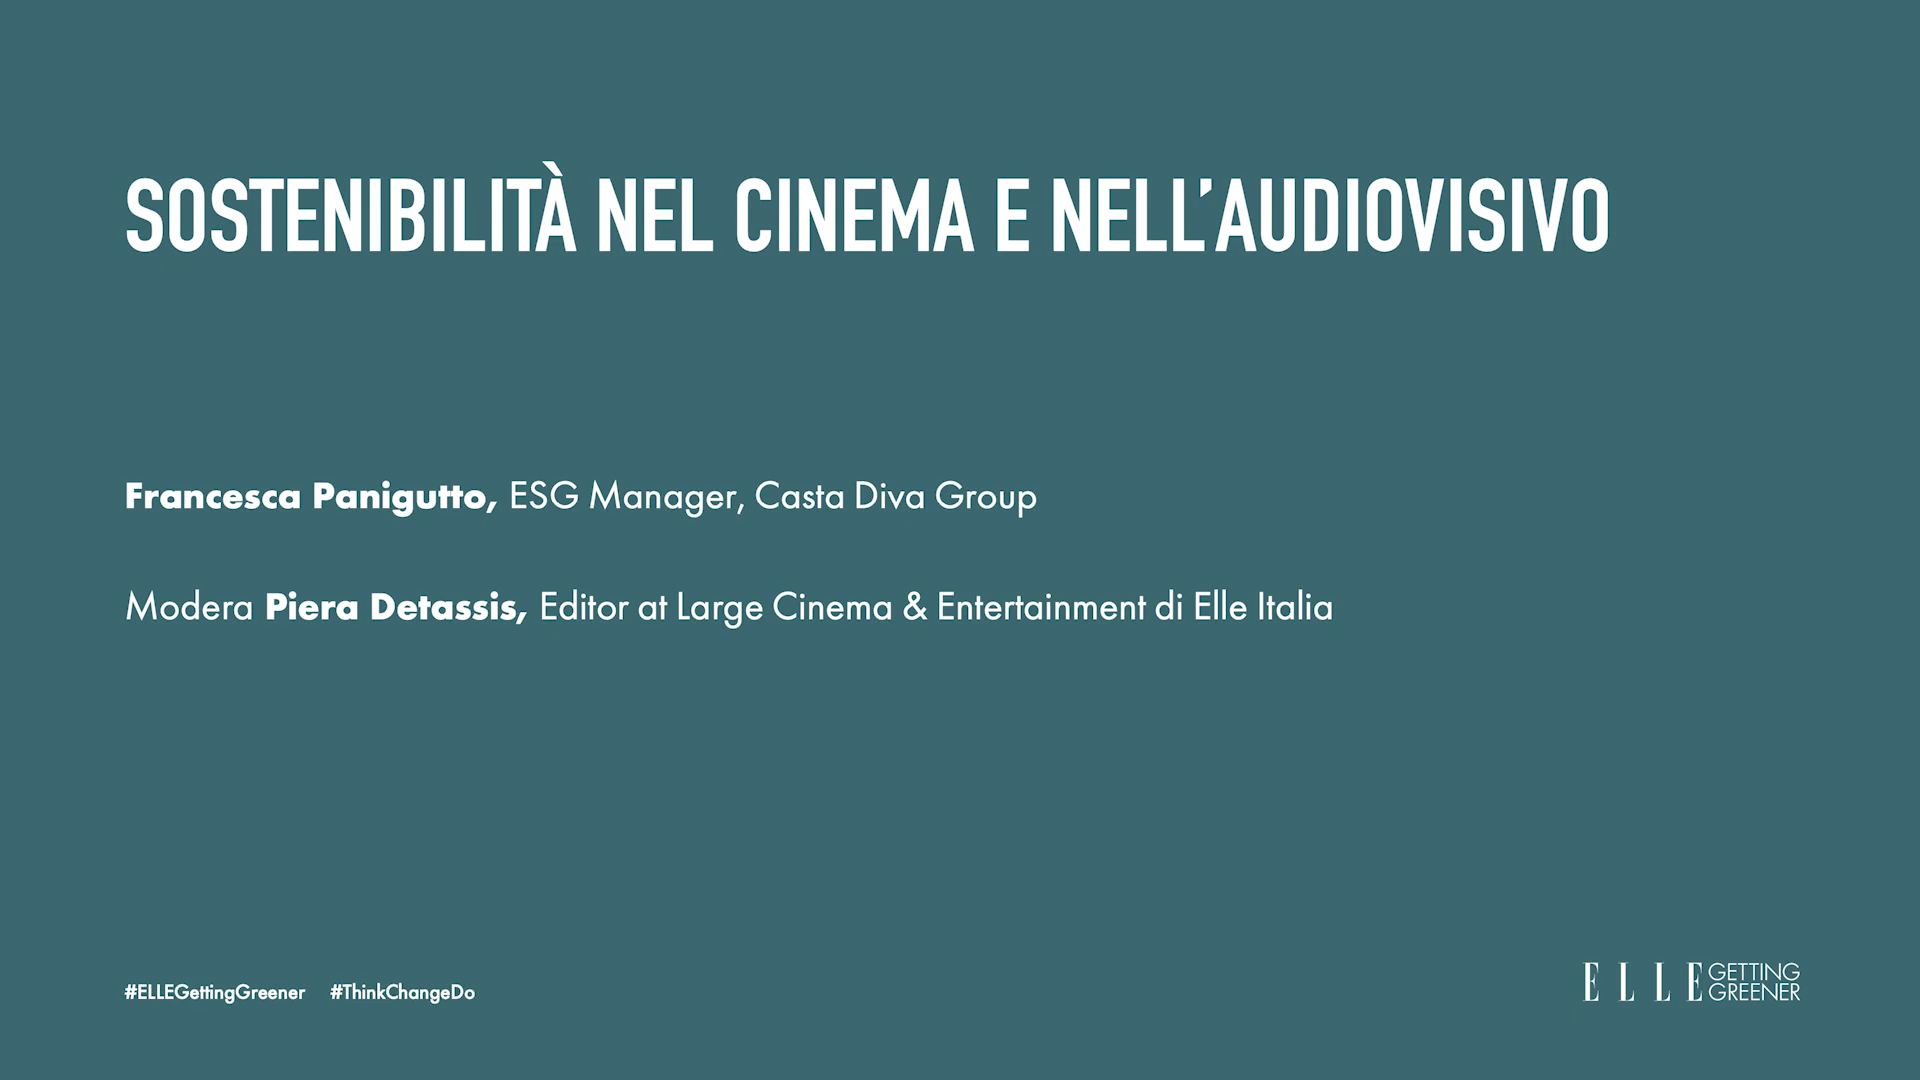 SOSTENIBILITÀ NEL CINEMA E NELL’AUDIOVISIVO
Francesca Panigutto, ESG Manager, Casta Diva Group
Modera Piera Detassis, Editor at Large Cinema & Entertainment di Elle Italia
#ELLEGettingGreener #ThinkChangeDo
ELLE GETTING
GREENER